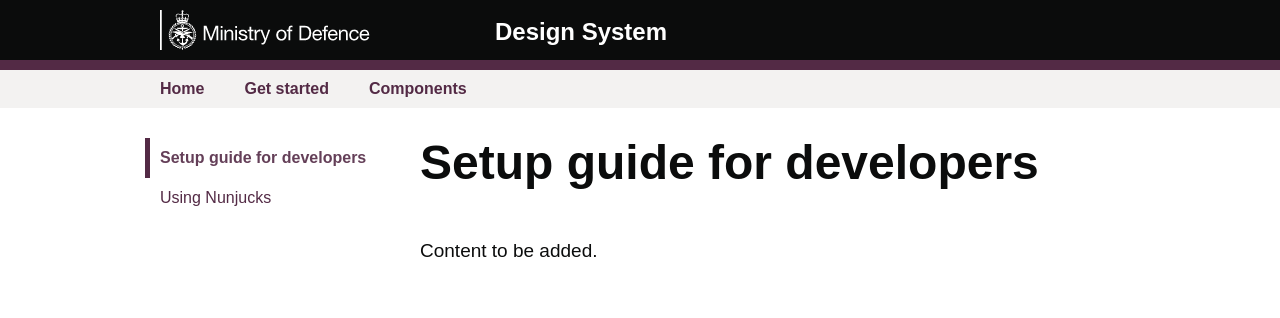 Ministry of Defence
Design System
Home Get started Components
Setup guide for developers
Using Nunjucks
Setup guide for developers
Content to be added.